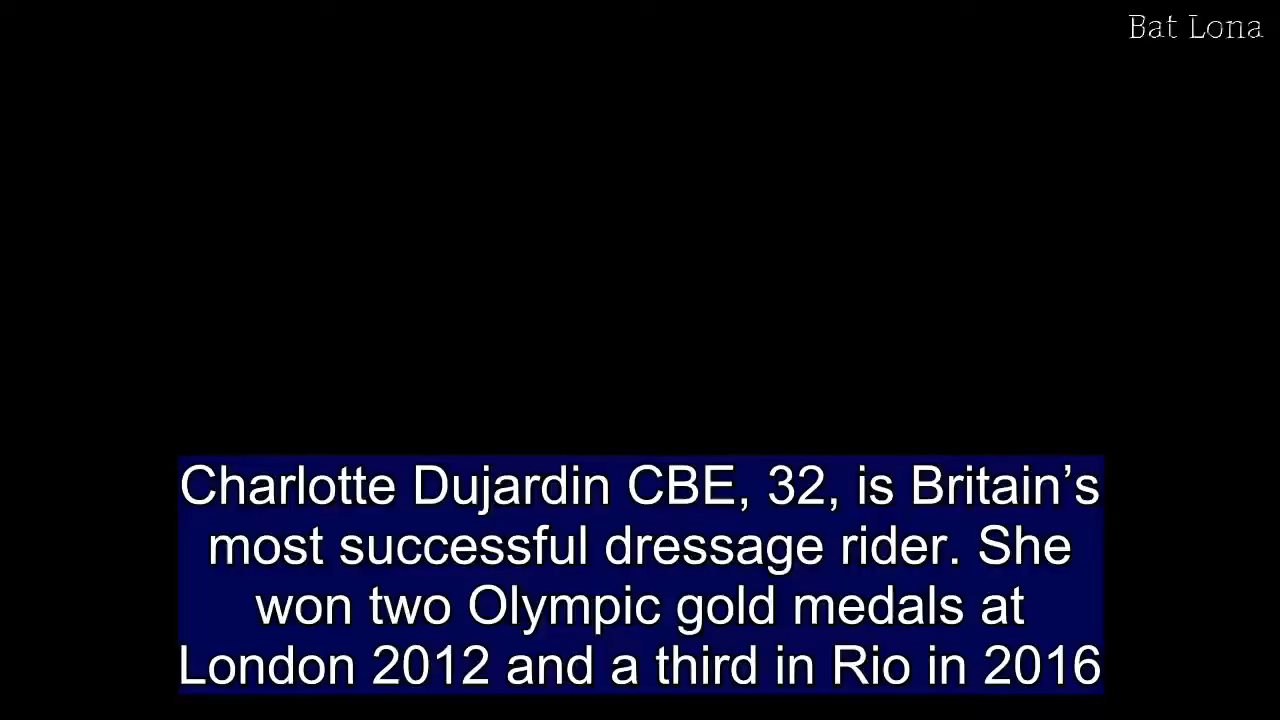 Bat Lona
Charlotte Dujardin CBE, 32, is Britain’s
most successful dressage rider. She
won two Olympic gold medals at
London 2012 and a third in Rio in 2016